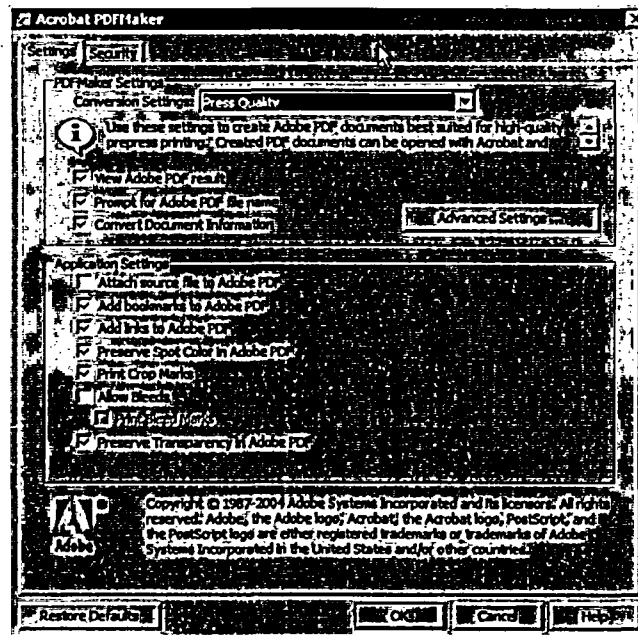 Acrobat PDFMaker
Settings Security
PDFMaker Settings
Conversion Settings: Press Quality
Use these settings to create Adobe PDF documents best suited for high-quality
prepress printing. Created PDF documents can be opened with Acrobat and
View Adobe PDF result
Prompt for Adobe PDF file name
Convert Document Information
Advanced Settings...
Application Settings
Attach source file to Adobe PDF
Add bookmarks to Adobe PDF
Add links to Adobe PDF
Preserve Spot Color in Adobe PDF
Print Crop Marks
Allow Bleeds
Print Bleed Marks
Preserve Transparency in Adobe PDF
Adobe
Copyright © 1987-2004 Adobe Systems Incorporated and its licensors. All rights
reserved. Adobe, the Adobe logo, Acrobat, the Acrobat logo, PostScript, and
the PostScript logo are either registered trademarks or trademarks of Adobe
Systems Incorporated in the United States and/or other countries.
Restore Defaults OK Cancel Help